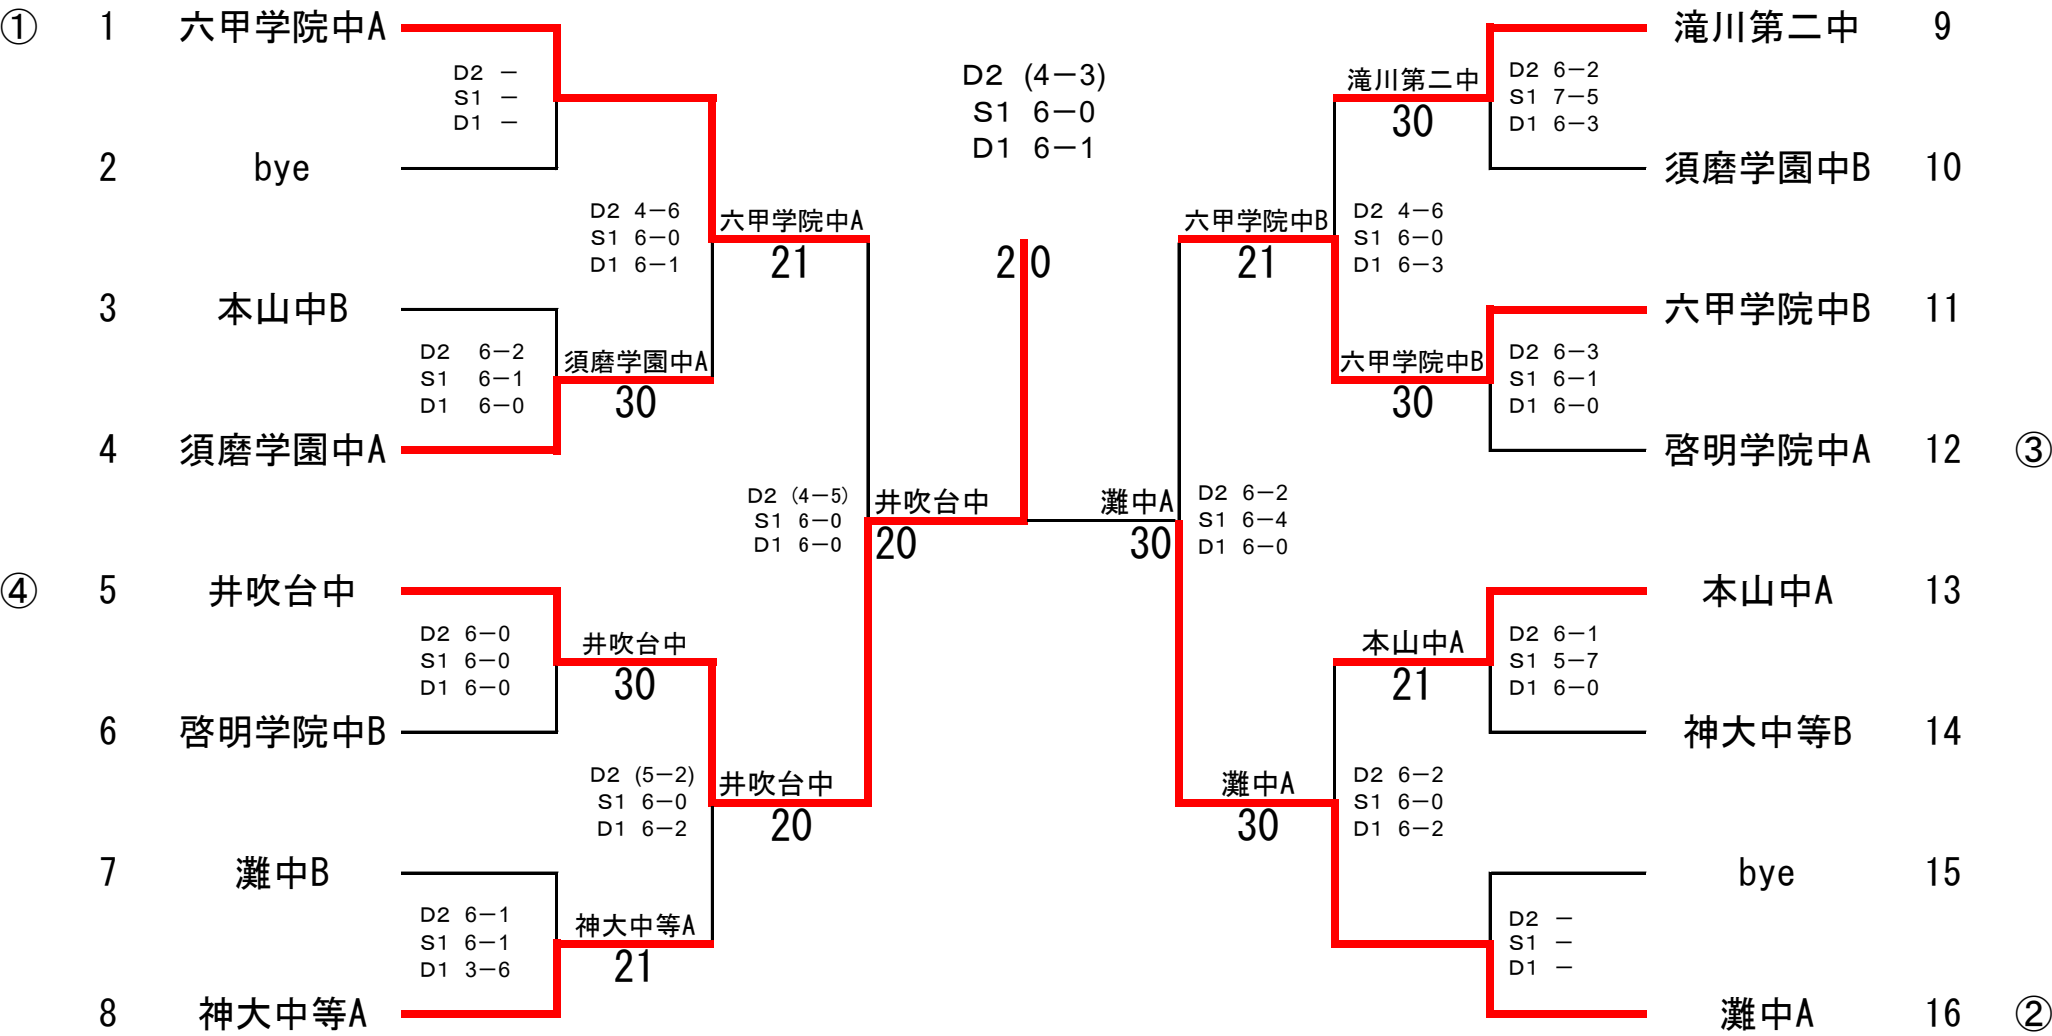 ① 1 六甲学院中A
D2 －
S1 －
D1 －
2 bye
D2 4－6
S1 6－0
D1 6－1
六甲学院中A
21
3 本山中B
D2 6－2
S1 6－1
D1 6－0
須磨学園中A
30
4 須磨学園中A
D2 (4－5)
S1 6－0
D1 6－0
井吹台中
20
④ 5 井吹台中
D2 6－0
S1 6－0
D1 6－0
井吹台中
30
6 啓明学院中B
D2 (5－2)
S1 6－0
D1 6－2
井吹台中
20
7 灘中B
D2 6－1
S1 6－1
D1 3－6
神大中等A
21
8 神大中等A
D2 (4－3)
S1 6－0
D1 6－1
2 0
滝川第二中 9
滝川第二中
30
D2 6－2
S1 7－5
D1 6－3
須磨学園中B 10
六甲学院中B
21
D2 4－6
S1 6－0
D1 6－3
六甲学院中B 11
六甲学院中B
30
D2 6－3
S1 6－1
D1 6－0
啓明学院中A 12 ③
灘中A
30
D2 6－2
S1 6－4
D1 6－0
本山中A 13
本山中A
21
D2 6－1
S1 5－7
D1 6－0
神大中等B 14
灘中A
30
D2 6－2
S1 6－0
D1 6－2
bye 15
D2 －
S1 －
D1 －
灘中A 16 ②